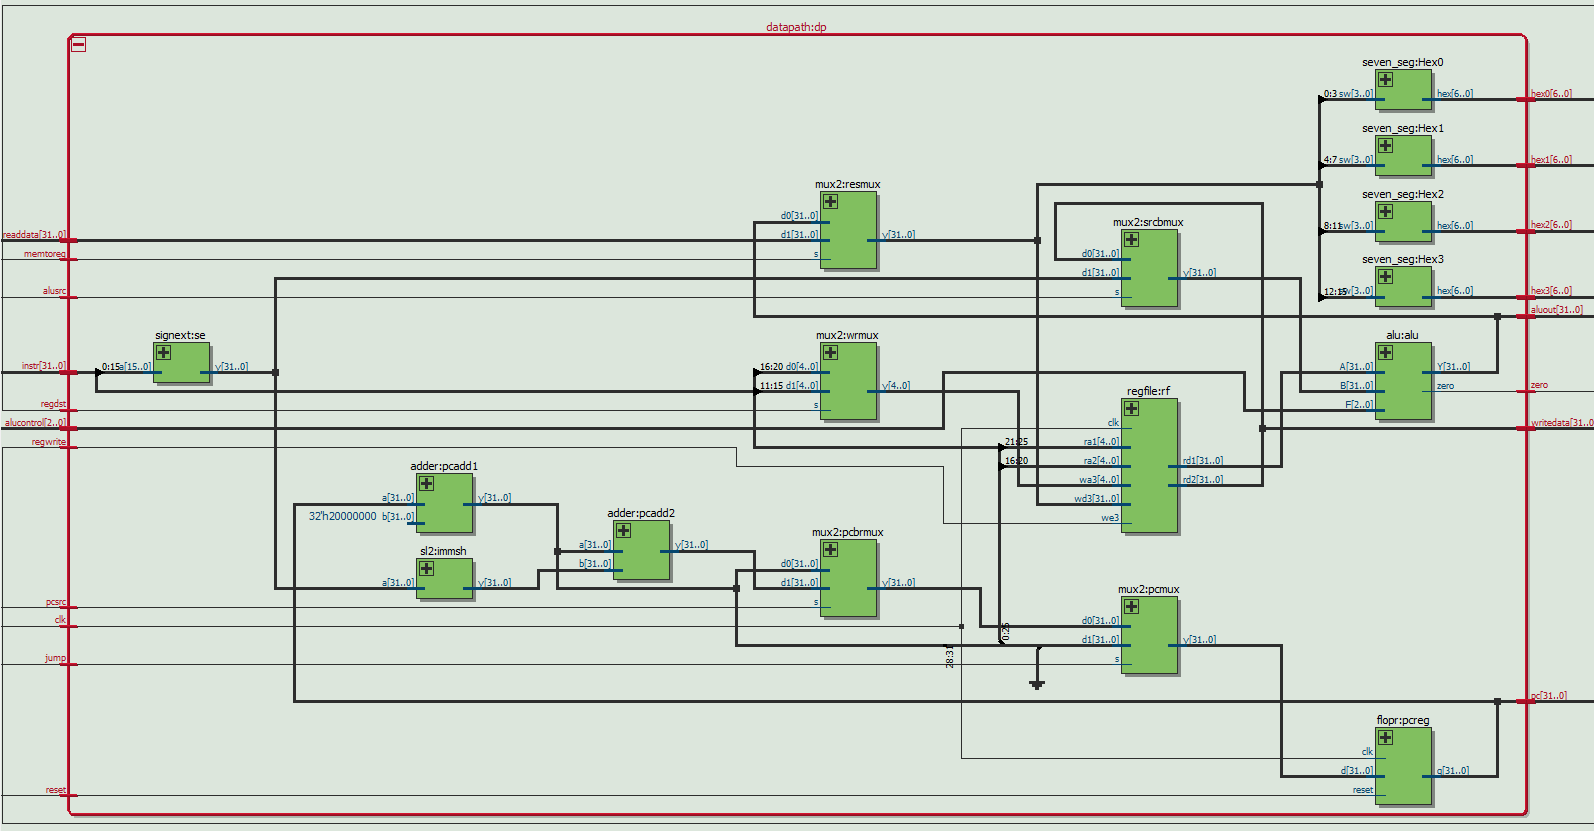 datapath:dp
seven_seg:Hex0
0:3 sw[3..0] hex[6..0] hex0[6..0]
seven_seg:Hex1
4:7 sw[3..0] hex[6..0] hex1[6..0]
seven_seg:Hex2
8:11 sw[3..0] hex[6..0] hex2[6..0]
seven_seg:Hex3
12:15 sw[3..0] hex[6..0] hex3[6..0]
aluout[31..0]
mux2:resmux
d0[31..0]
d1[31..0] y[31..0]
s
mux2:srcbmux
d0[31..0]
d1[31..0] y[31..0]
s
readdata[31..0]
memtoreg
alusrc
signext:se
instr[31..0] 0:15 a[15..0] y[31..0]
regdst
alucontrol[2..0]
regwrite
mux2:wrmux
16:20 d0[4..0]
11:15 d1[4..0] y[4..0]
s
alu:alu
A[31..0] Y[31..0]
B[31..0] zero zero
F[2..0]
writedata[31..0
regfile:rf
clk
21:25 ra1[4..0]
16:20 ra2[4..0] rd1[31..0]
wa3[4..0] rd2[31..0]
wd3[31..0]
we3
adder:pcadd1
a[31..0] y[31..0]
32'h20000000 b[31..0]
sl2:immsh
a[31..0] y[31..0]
adder:pcadd2
a[31..0] y[31..0]
b[31..0]
mux2:pcbrmux
d0[31..0]
d1[31..0] y[31..0]
s
pcsrc
clk
jump
mux2:pcmux
d0[31..0]
0:25
d1[31..0] y[31..0]
28:31
s
pc[31..0]
flopr:pcreg
clk
d[31..0] q[31..0]
reset reset